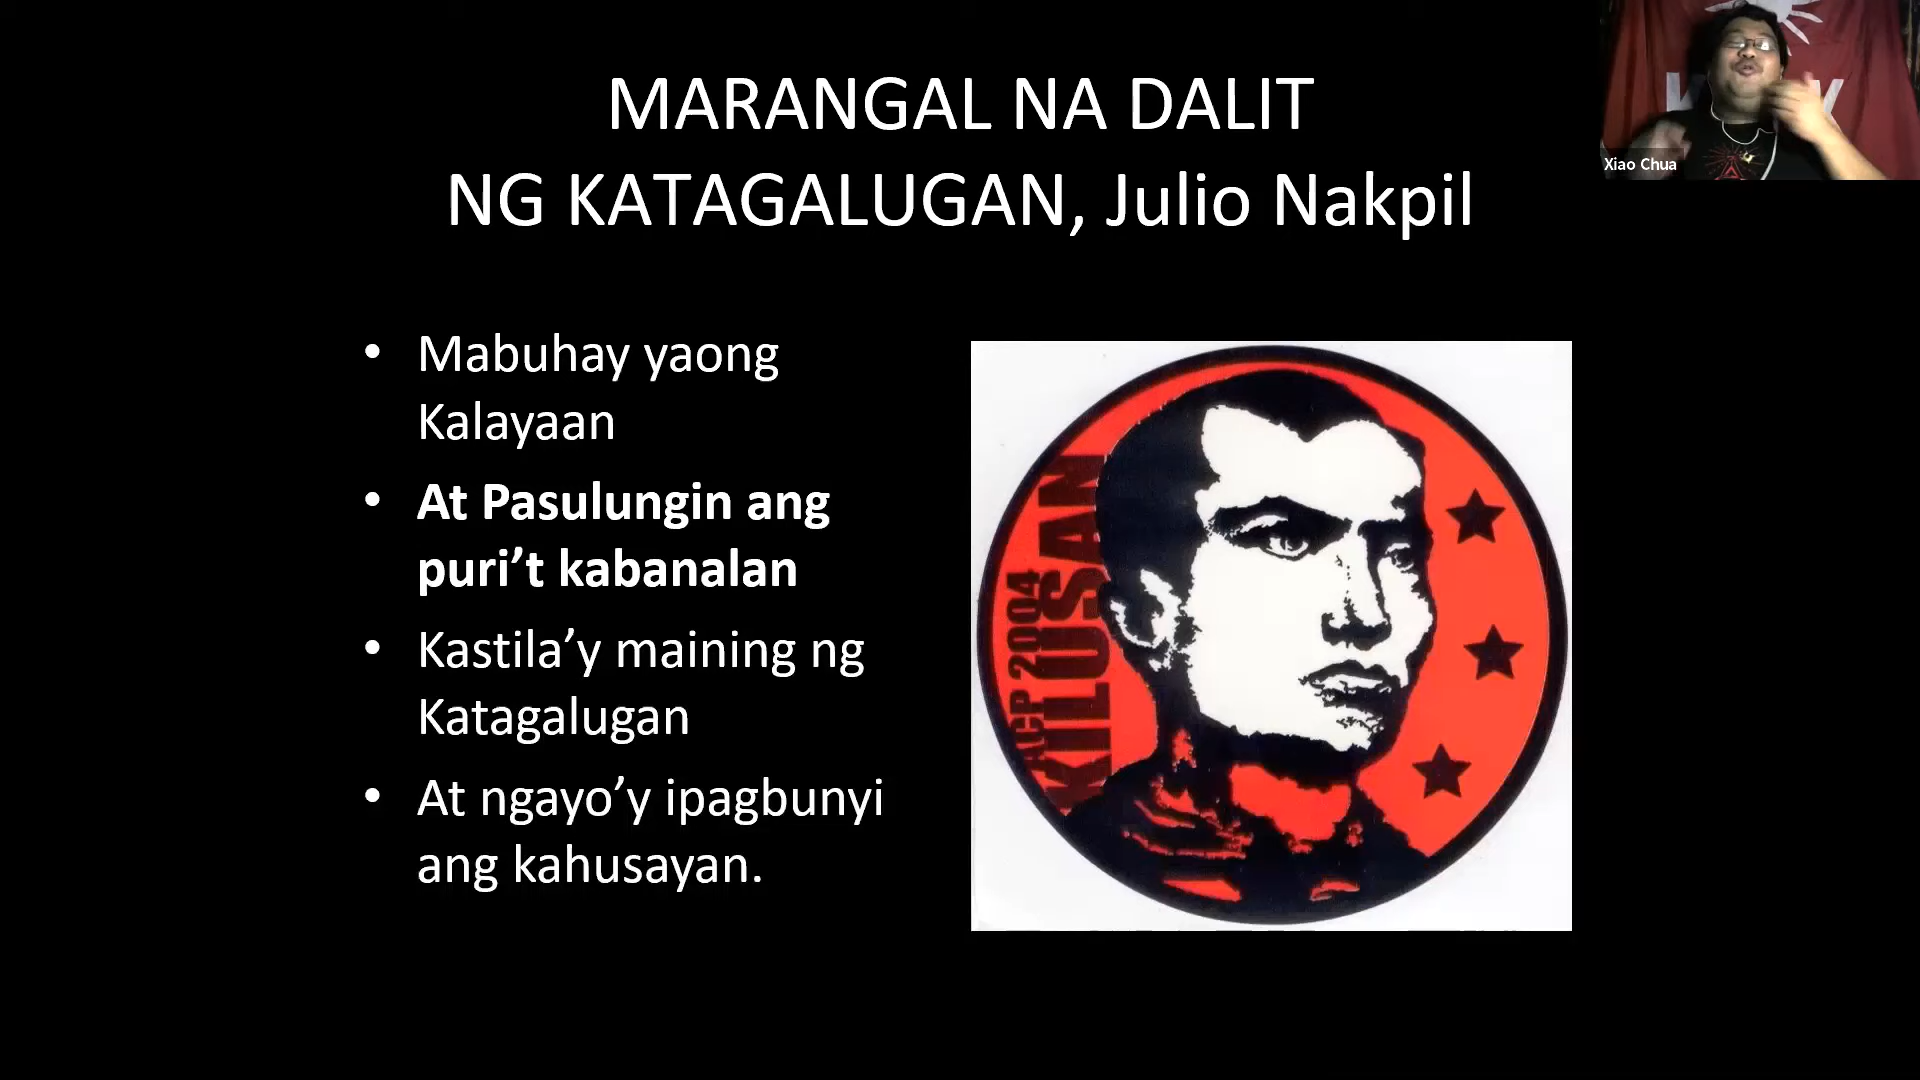 MARANGAL NA DALIT
NG KATAGALUGAN, Julio Nakpil
Xiao Chua
• Mabuhay yaong
Kalayaan
• At Pasulungin ang
puri’t kabanalan
• Kastila’y maining ng
Katagalugan
• At ngayo’y ipagbunyi
ang kahusayan.
ACP 2004
KILUSAN